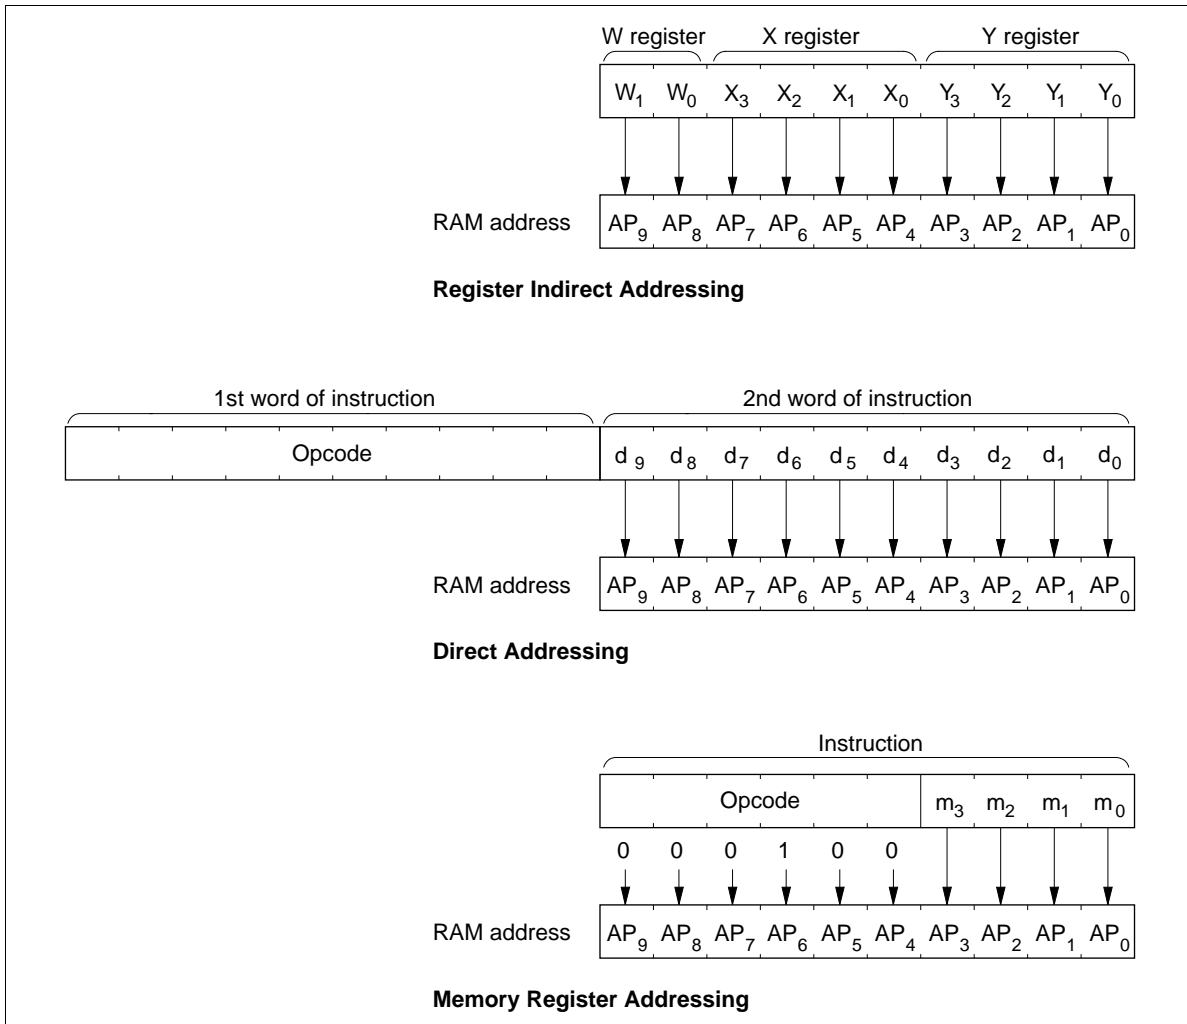 W register X register Y register
W1 W0 X3 X2 X1 X0 Y3 Y2 Y1 Y0
RAM address AP9 AP8 AP7 AP6 AP5 AP4 AP3 AP2 AP1 AP0
Register Indirect Addressing
1st word of instruction 2nd word of instruction
Opcode d9 d8 d7 d6 d5 d4 d3 d2 d1 d0
RAM address AP9 AP8 AP7 AP6 AP5 AP4 AP3 AP2 AP1 AP0
Direct Addressing
Instruction
Opcode m3 m2 m1 m0
0 0 0 1 0 0
RAM address AP9 AP8 AP7 AP6 AP5 AP4 AP3 AP2 AP1 AP0
Memory Register Addressing